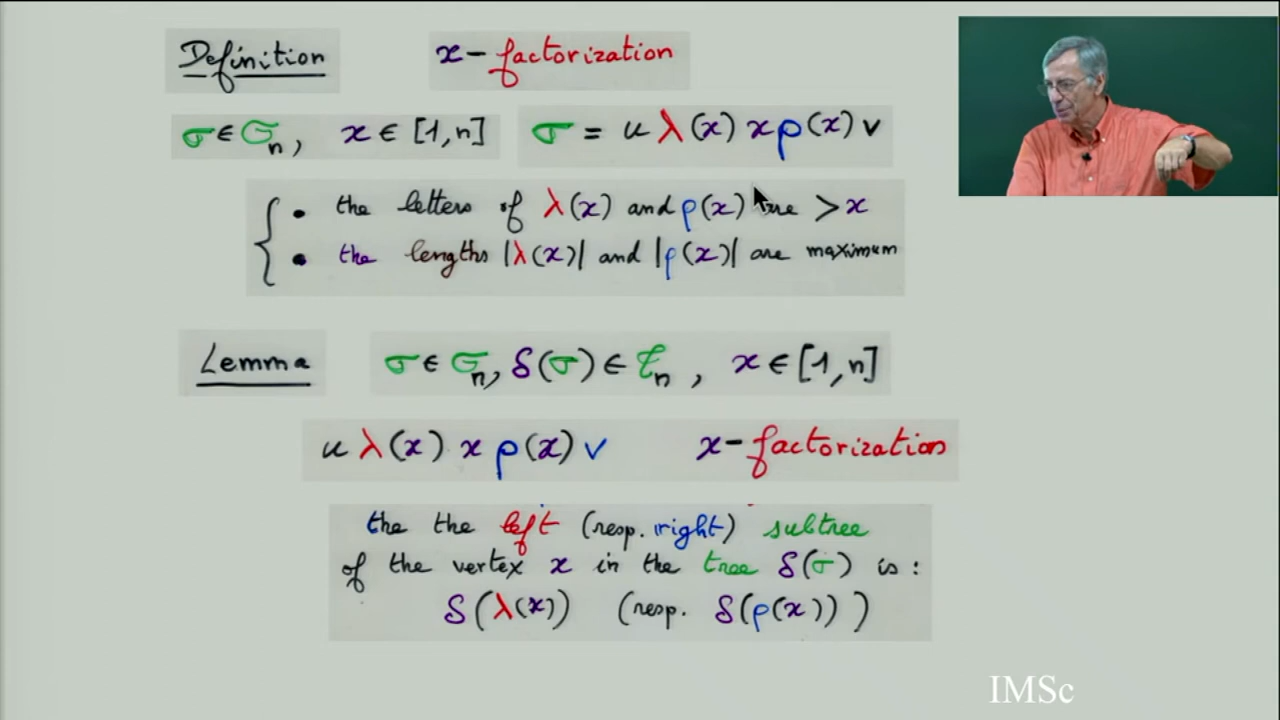 Definition x-factorization
σ ∈ 𝔖n, x ∈ [1, n] σ = u λ(x) x ρ(x) v
{ • the letters of λ(x) and ρ(x) are > x
• the lengths |λ(x)| and |ρ(x)| are maximum
Lemma σ ∈ 𝔖n, δ(σ) ∈ 𝒯n, x ∈ [1, n]
u λ(x) x ρ(x) v x-factorization
the the left (resp. right) subtree
of the vertex x in the tree δ(σ) is:
δ(λ(x)) (resp. δ(ρ(x)))
IMSc